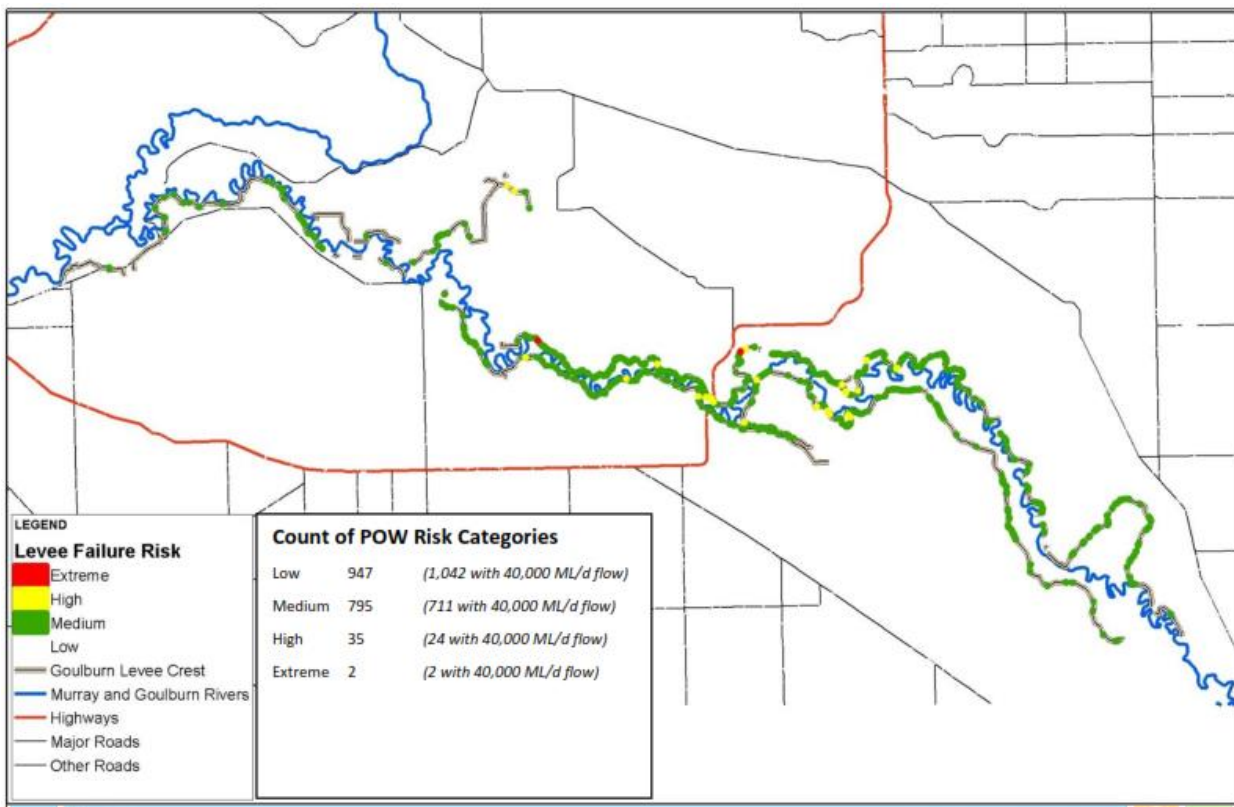 LEGEND
Levee Failure Risk
Extreme
High
Medium
Low
Goulburn Levee Crest
Murray and Goulburn Rivers
Highways
Major Roads
Other Roads
Count of POW Risk Categories
Low 947 (1,042 with 40,000 ML/d flow)
Medium 795 (711 with 40,000 ML/d flow)
High 35 (24 with 40,000 ML/d flow)
Extreme 2 (2 with 40,000 ML/d flow)